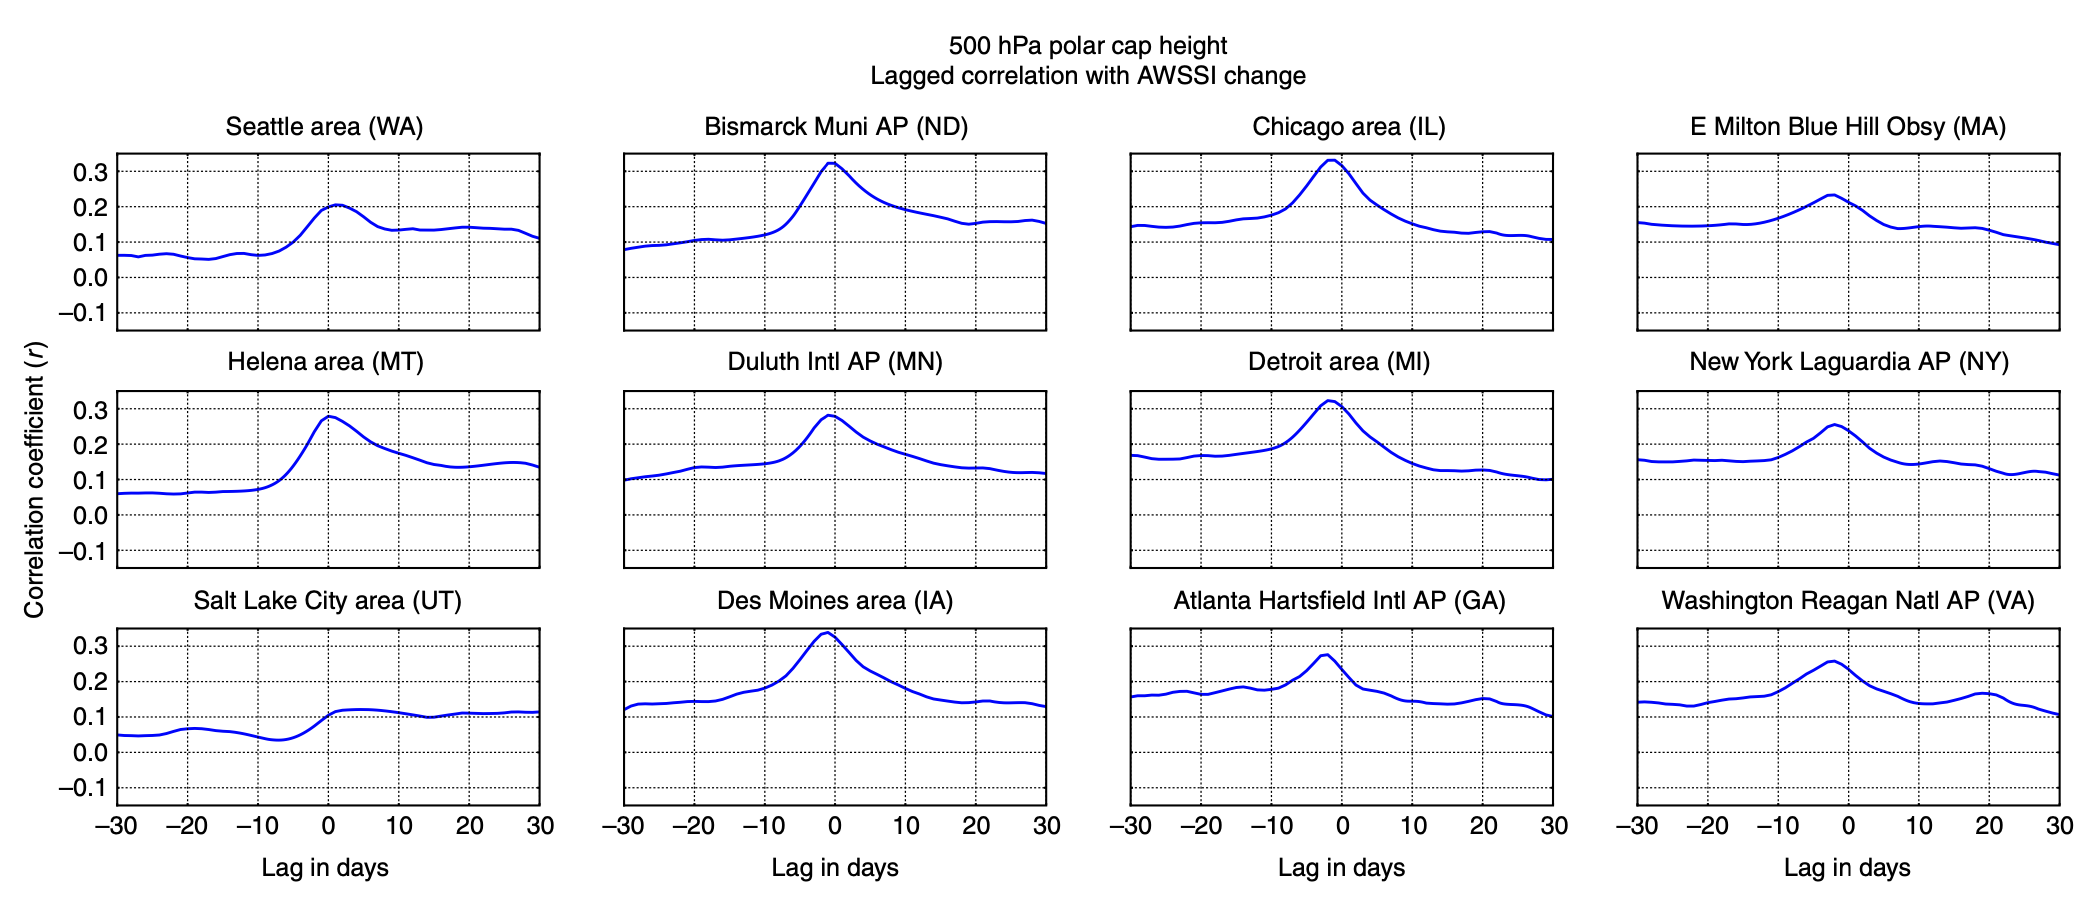 500 hPa polar cap height
Lagged correlation with AWSSI change
Seattle area (WA)
Bismarck Muni AP (ND)
Chicago area (IL)
E Milton Blue Hill Obsy (MA)
0.3
0.2
0.1
0.0
–0.1
Helena area (MT)
Duluth Intl AP (MN)
Detroit area (MI)
New York Laguardia AP (NY)
Correlation coefficient (r)
0.3
0.2
0.1
0.0
–0.1
Salt Lake City area (UT)
Des Moines area (IA)
Atlanta Hartsfield Intl AP (GA)
Washington Reagan Natl AP (VA)
0.3
0.2
0.1
0.0
–0.1
–30 –20 –10 0 10 20 30
–30 –20 –10 0 10 20 30
–30 –20 –10 0 10 20 30
–30 –20 –10 0 10 20 30
Lag in days
Lag in days
Lag in days
Lag in days